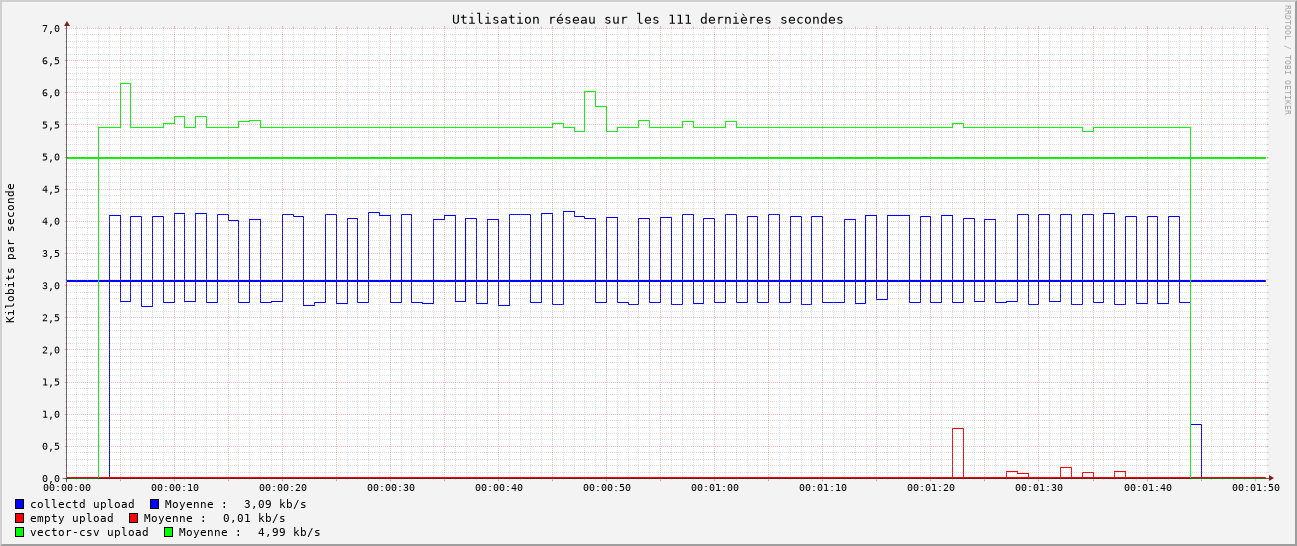 Utilisation réseau sur les 111 dernières secondes
RRDTOOL / TOBI OETIKER
Kilobits par seconde
7,0
6,5
6,0
5,5
5,0
4,5
4,0
3,5
3,0
2,5
2,0
1,5
1,0
0,5
0,0
00:00:00 00:00:10 00:00:20 00:00:30 00:00:40 00:00:50 00:01:00 00:01:10 00:01:20 00:01:30 00:01:40 00:01:50
collectd upload Moyenne : 3,09 kb/s
empty upload Moyenne : 0,01 kb/s
vector-csv upload Moyenne : 4,99 kb/s